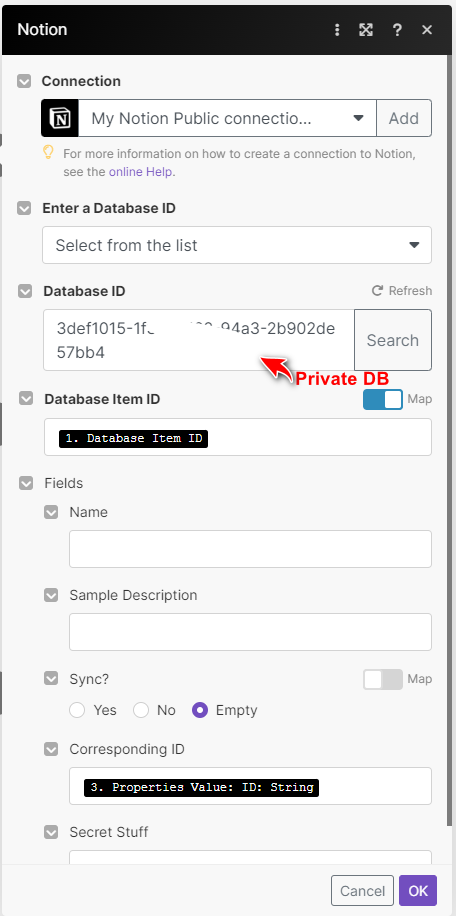 Notion
?
Connection
My Notion Public connectio...
Add
For more information on how to create a connection to Notion,
see the online Help.
Enter a Database ID
Select from the list
Database ID
Refresh
3def1015-1f 94a3-2b902de
57bb4
Search
Private DB
Database Item ID
Map
1. Database Item ID
Fields
Name
Sample Description
Sync?
Map
Yes
No
Empty
Corresponding ID
3. Properties Value: ID: String
Secret Stuff
Cancel
OK